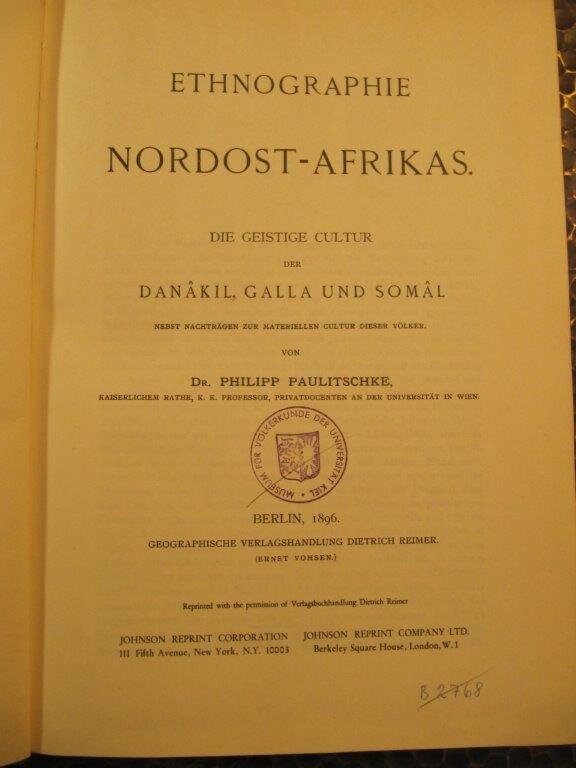 ETHNOGRAPHIE
NORDOST-AFRIKAS.
DIE GEISTIGE CULTUR
DER
DANÂKIL, GALLA UND SOMÂL
NEBST NACHTRÄGEN ZUR MATERIELLEN CULTUR DIESER VÖLKER.
VON
DR. PHILIPP PAULITSCHKE,
KAISERLICHEM RATHE, K. K. PROFESSOR, PRIVATDOCENTEN AN DER UNIVERSITÄT IN WIEN.
MUSEUM FÜR VÖLKERKUNDE DER UNIVERSITÄT KIEL
BERLIN, 1896.
GEOGRAPHISCHE VERLAGSHANDLUNG DIETRICH REIMER.
(ERNST VOHSEN.)
Reprinted with the permission of Verlagsbuchhandlung Dietrich Reimer
JOHNSON REPRINT CORPORATION JOHNSON REPRINT COMPANY LTD.
111 Fifth Avenue, New York, N.Y. 10003 Berkeley Square House, London, W. 1
B 2768